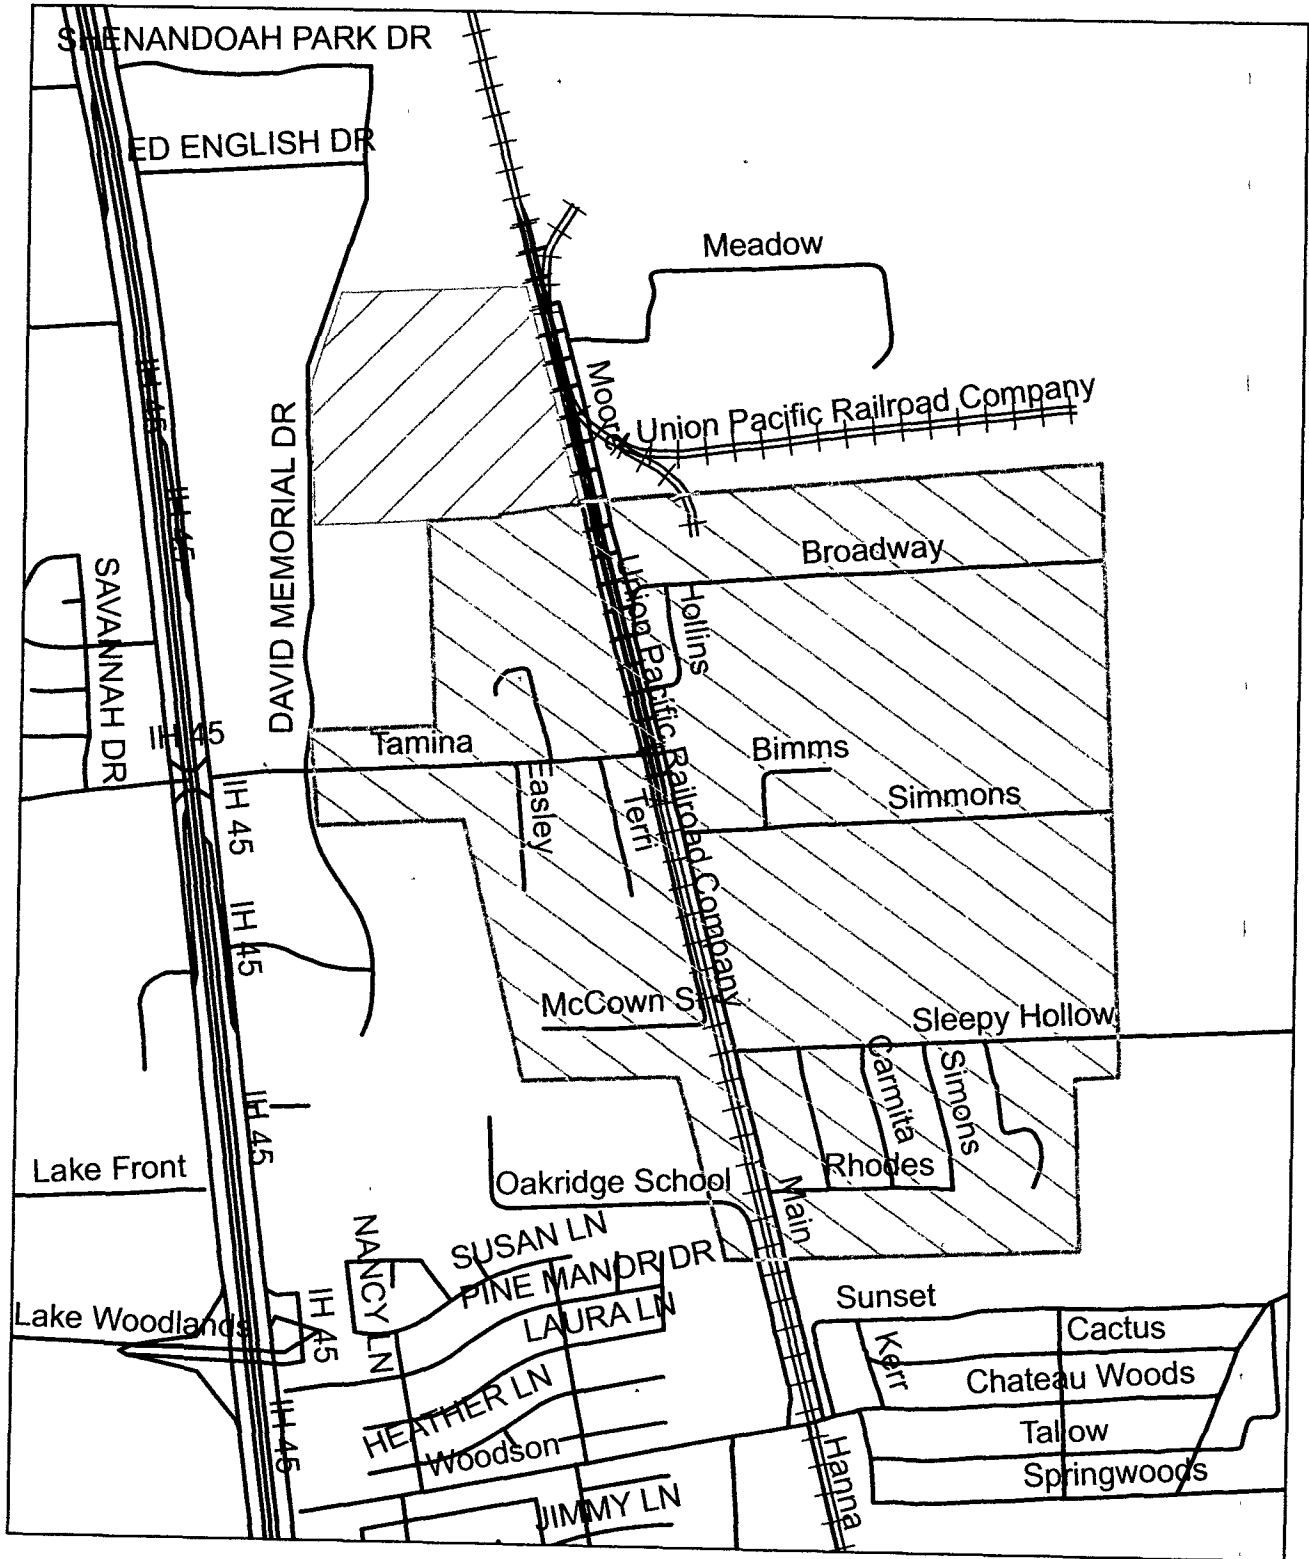 SHENANDOAH PARK DR
ED ENGLISH DR
Meadow
IH 45
Moore
Union Pacific Railroad Company
DAVID MEMORIAL DR
IH 45
Broadway
SAVANNAH DR
Union Pacific Railroad Company
Hollins
IH 45
Tamina
Bimms
IH 45
Easley
Terri
Simmons
IH 45
McCown St
Sleepy Hollow
Carmita
Simons
IH 45
Lake Front
Oakridge School
Rhodes
Main
NANCY LN
SUSAN LN
PINE MANOR DR
Lake Woodlands
IH 45
LAURA LN
Sunset
Kerr
Cactus
Chateau Woods
HEATHER LN
IH 45
Woodson
Tallow
Hanna
Springwoods
JIMMY LN